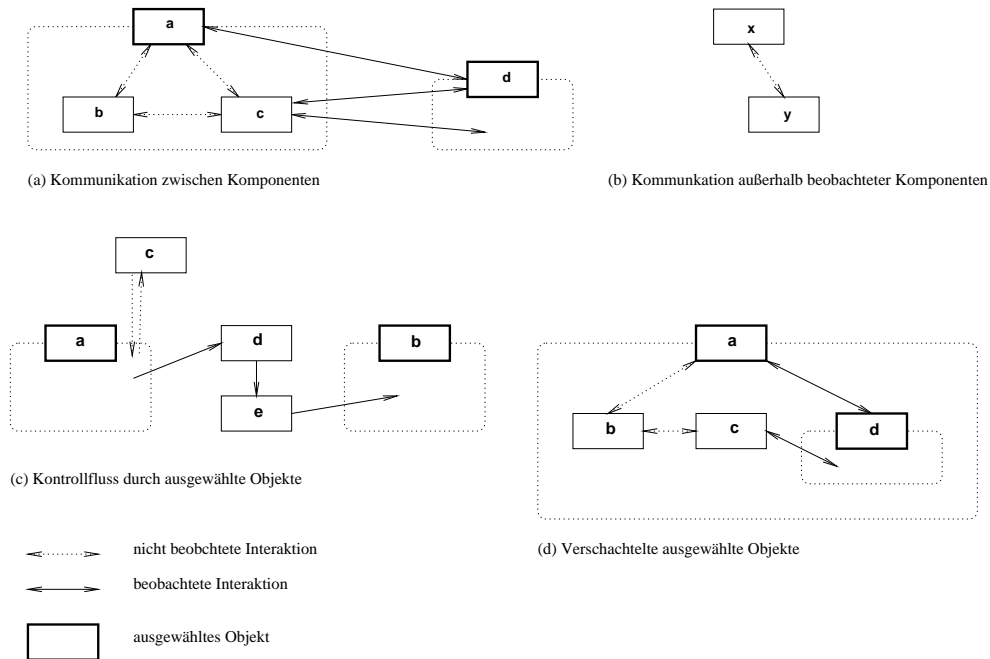 a
d
b
c
(a) Kommunikation zwischen Komponenten
x
y
(b) Kommunkation außerhalb beobachteter Komponenten
c
a
d
b
e
(c) Kontrollfluss durch ausgewählte Objekte
a
b
c
d
(d) Verschachtelte ausgewählte Objekte
nicht beobchtete Interaktion
beobachtete Interaktion
ausgewähltes Objekt